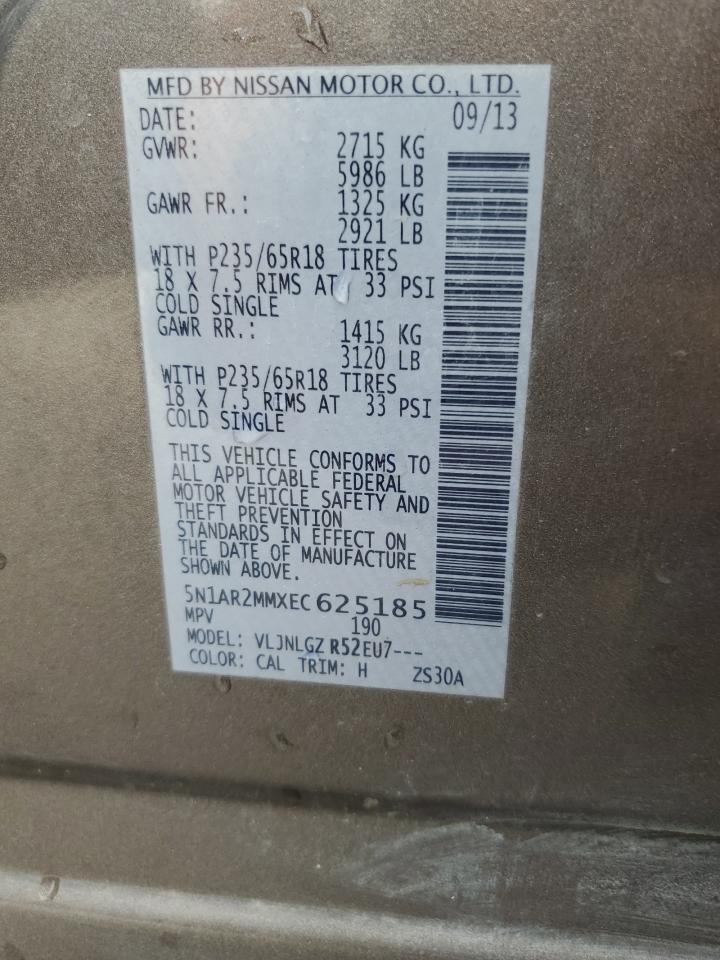 MFD BY NISSAN MOTOR CO., LTD.
DATE: 09/13
GVWR: 2715 KG
5986 LB
GAWR FR.: 1325 KG
2921 LB
WITH P235/65R18 TIRES
18 X 7.5 RIMS AT 33 PSI
COLD SINGLE
GAWR RR.: 1415 KG
3120 LB
WITH P235/65R18 TIRES
18 X 7.5 RIMS AT 33 PSI
COLD SINGLE
THIS VEHICLE CONFORMS TO
ALL APPLICABLE FEDERAL
MOTOR VEHICLE SAFETY AND
THEFT PREVENTION
STANDARDS IN EFFECT ON
THE DATE OF MANUFACTURE
SHOWN ABOVE.
5N1AR2MMXEC625185
MPV 190
MODEL: VLJNLGZ R52EU7---
COLOR: CAL TRIM: H ZS30A